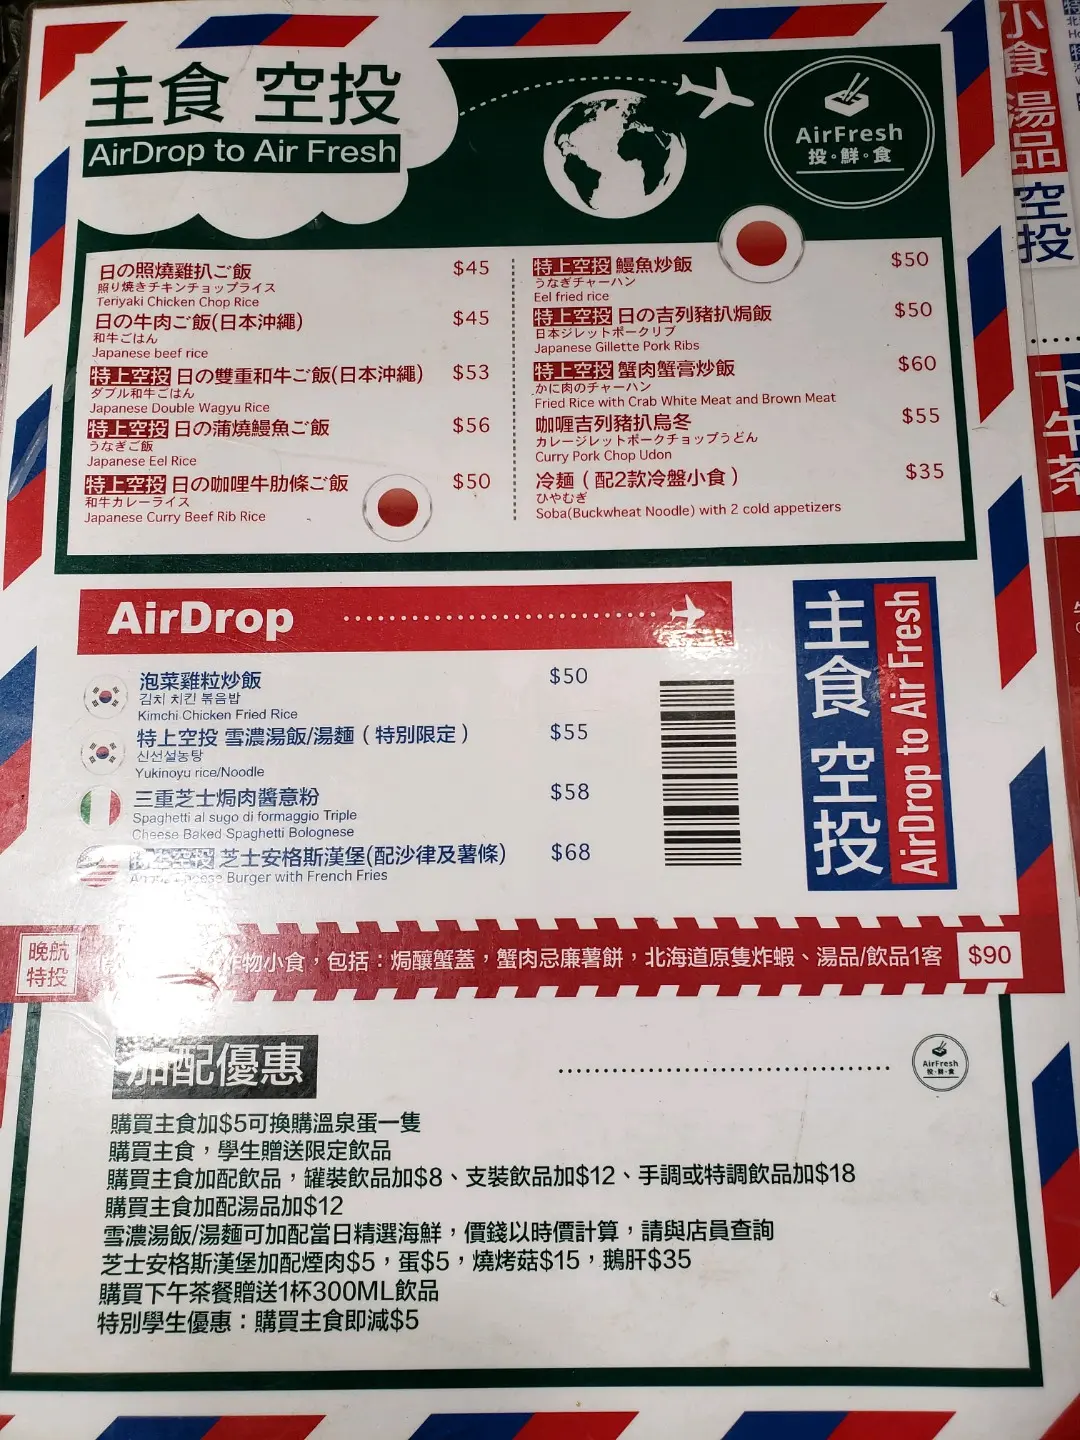 主食 空投
AirDrop to Air Fresh
AirFresh
投·鮮·食
日の照燒雞扒ご飯 $45
照り焼きチキンチョップライス
Teriyaki Chicken Chop Rice
日の牛肉ご飯(日本沖繩) $45
和牛ごはん
Japanese beef rice
特上空投 日の雙重和牛ご飯(日本沖繩) $53
ダブル和牛ごはん
Japanese Double Wagyu Rice
特上空投 日の蒲燒鰻魚ご飯 $56
うなぎご飯
Japanese Eel Rice
特上空投 日の咖哩牛肋條ご飯 $50
和牛カレーライス
Japanese Curry Beef Rib Rice
特上空投 鰻魚炒飯 $50
うなぎチャーハン
Eel fried rice
特上空投 日の吉列豬扒焗飯 $50
日本ジレットポークリブ
Japanese Gillette Pork Ribs
特上空投 蟹肉蟹膏炒飯 $60
かに肉のチャーハン
Fried Rice with Crab White Meat and Brown Meat
咖喱吉列豬扒烏冬 $55
カレージレットポークチョップうどん
Curry Pork Chop Udon
冷麵（配2款冷盤小食） $35
ひやむぎ
Soba(Buckwheat Noodle) with 2 cold appetizers
AirDrop
泡菜雞粒炒飯 $50
김치 치킨 볶음밥
Kimchi Chicken Fried Rice
特上空投 雪濃湯飯/湯麵（特別限定） $55
신선설농탕
Yukinoyu rice/Noodle
三重芝士焗肉醬意粉 $58
Spaghetti al sugo di formaggio Triple
Cheese Baked Spaghetti Bolognese
空投 芝士安格斯漢堡(配沙律及薯條) $68
Cheese Burger with French Fries
主食 空投
AirDrop to Air Fresh
晚航
特投
炸物小食，包括：焗釀蟹蓋，蟹肉忌廉薯餅，北海道原隻炸蝦、湯品/飲品1客 $90
加配優惠
AirFresh
投·鮮·食
購買主食加$5可換購溫泉蛋一隻
購買主食，學生贈送限定飲品
購買主食加配飲品，罐裝飲品加$8、支裝飲品加$12、手調或特調飲品加$18
購買主食加配湯品加$12
雪濃湯飯/湯麵可加配當日精選海鮮，價錢以時價計算，請與店員查詢
芝士安格斯漢堡加配煙肉$5，蛋$5，燒烤菇$15，鵝肝$35
購買下午茶餐贈送1杯300ML飲品
特別學生優惠：購買主食即減$5
小食 湯品 空投
下午茶